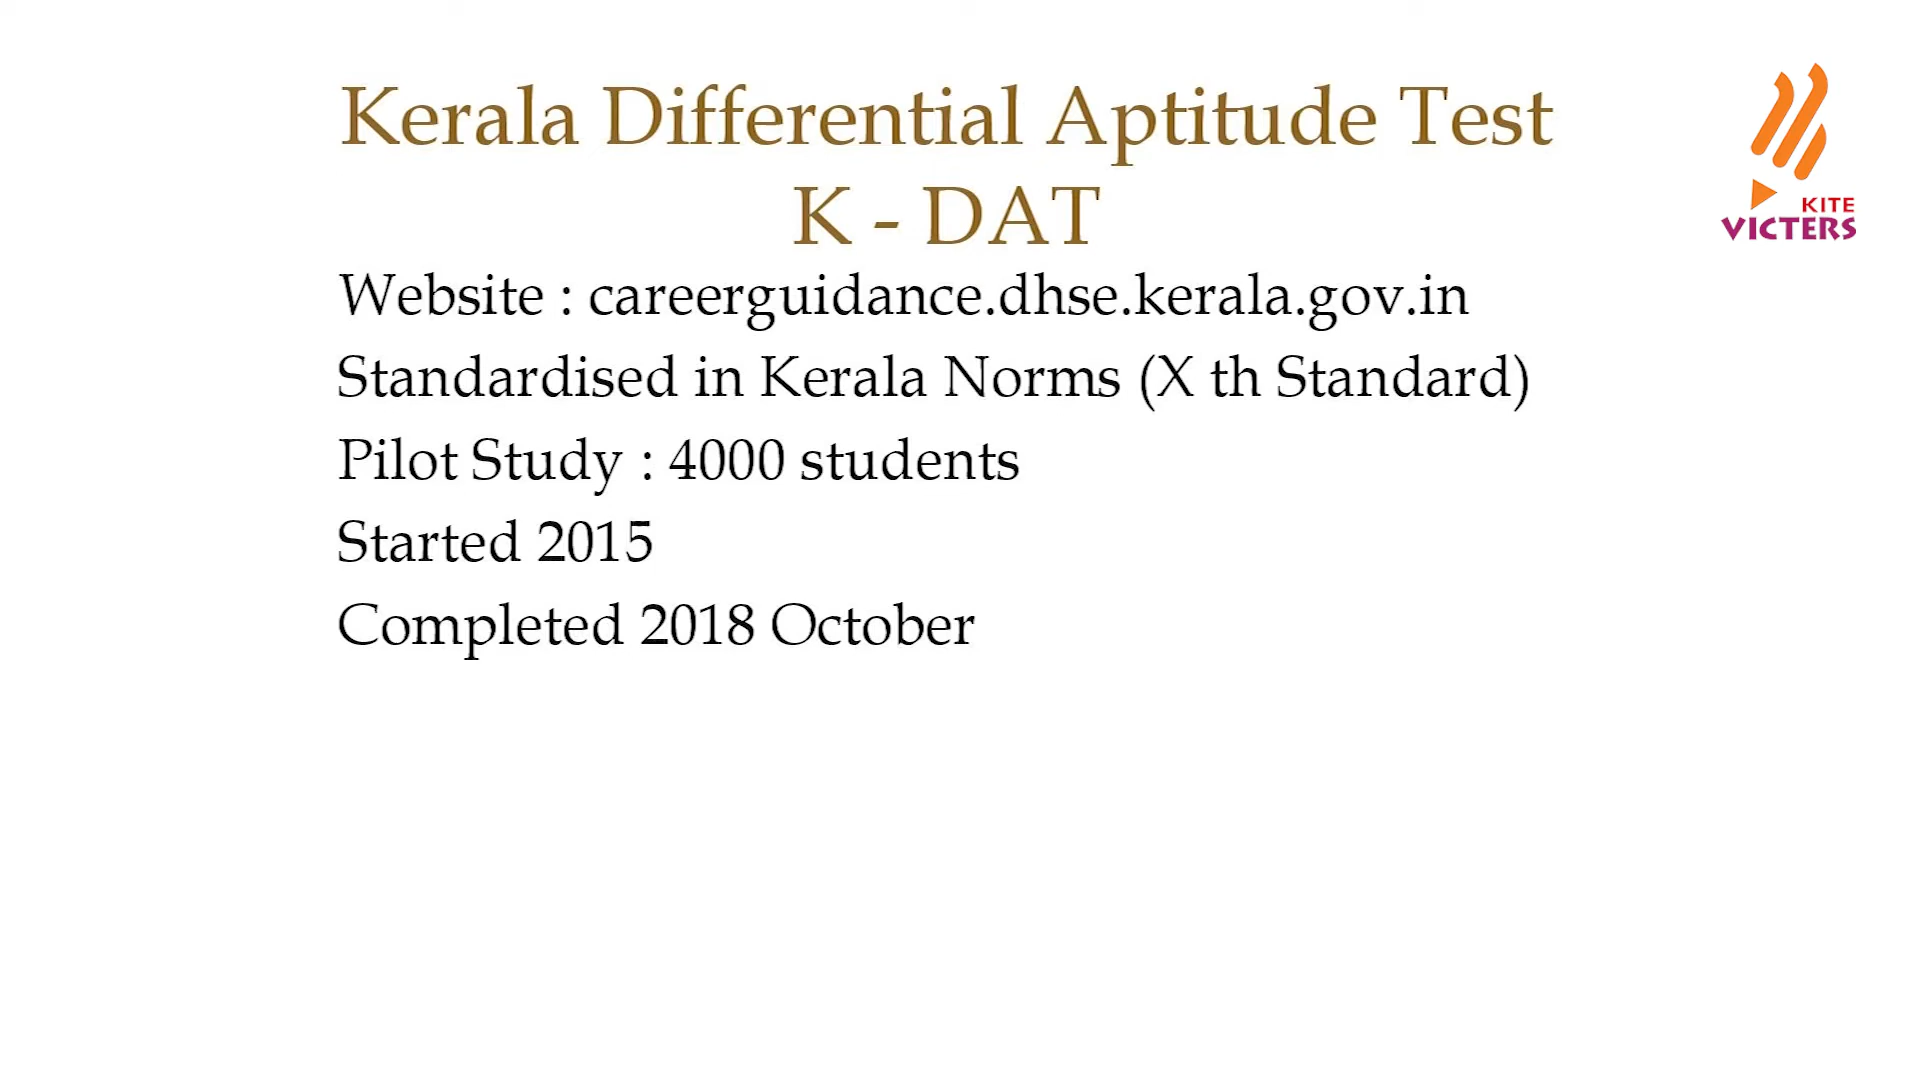 Kerala Differential Aptitude Test
K - DAT
KITE
VICTERS
Website : careerguidance.dhse.kerala.gov.in
Standardised in Kerala Norms (X th Standard)
Pilot Study : 4000 students
Started 2015
Completed 2018 October